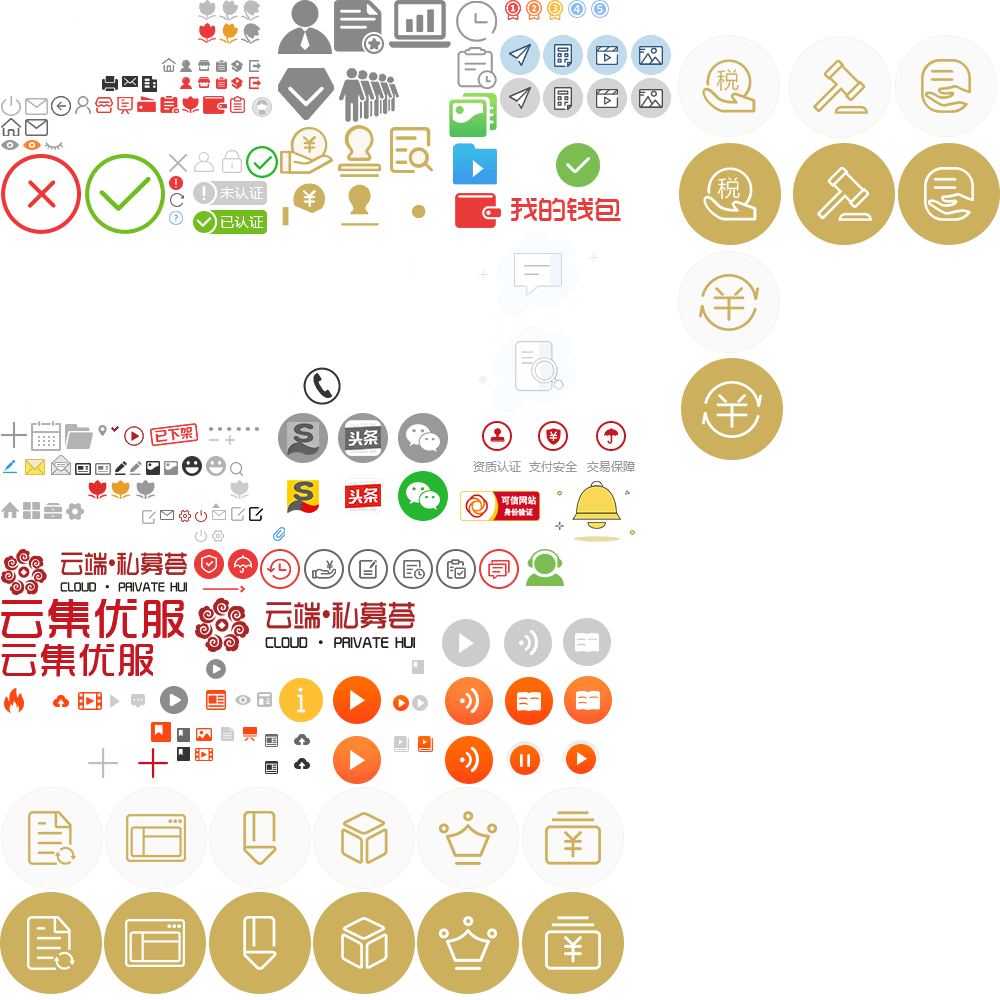 1 2 3 4 5
税
未认证
已认证
我的钱包
税
已下架
头条
资质认证 支付安全 交易保障
头条
可信网站
身份验证
云端·私募荟
CLOUD · PRIVATE HUI
云集优服
云端·私募荟
CLOUD · PRIVATE HUI
云集优服